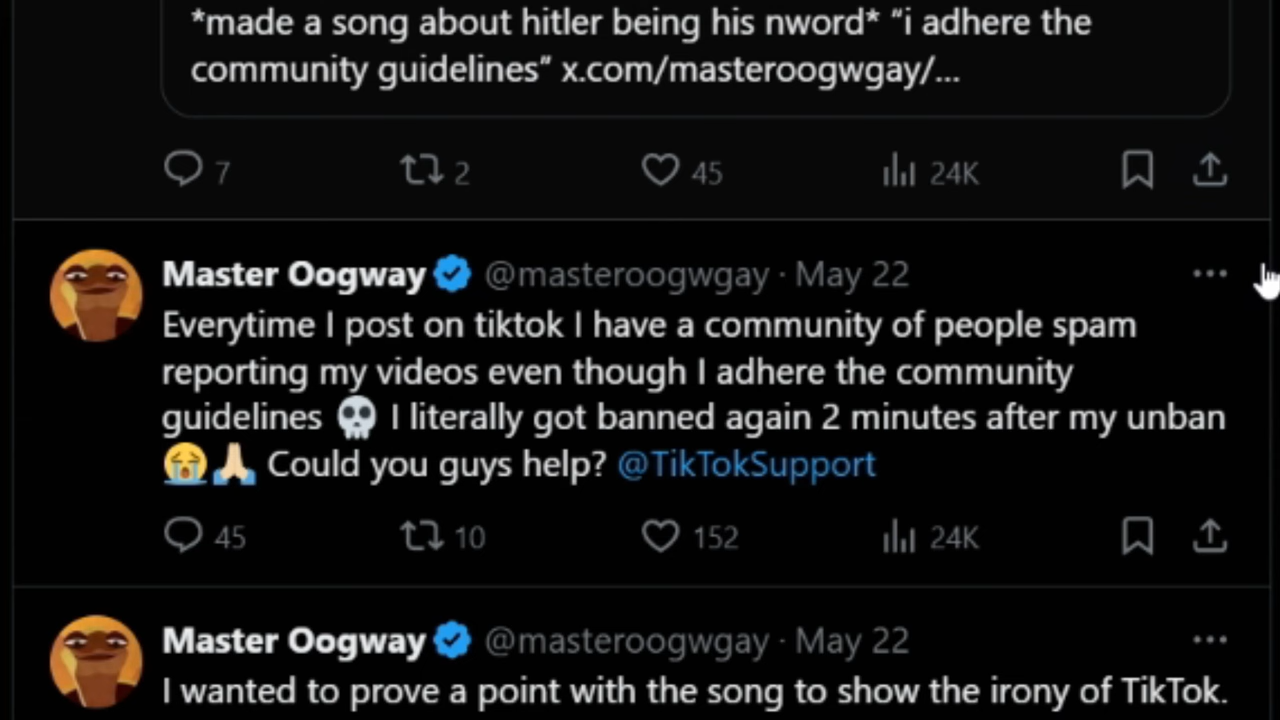 *made a song about hitler being his nword* “i adhere the
community guidelines” x.com/masteroogwgay/...
7 2 45 24K
Master Oogway @masteroogwgay · May 22
Everytime I post on tiktok I have a community of people spam
reporting my videos even though I adhere the community
guidelines 💀 I literally got banned again 2 minutes after my unban
😭🙏🏻 Could you guys help? @TikTokSupport
45 10 152 24K
Master Oogway @masteroogwgay · May 22
I wanted to prove a point with the song to show the irony of TikTok.